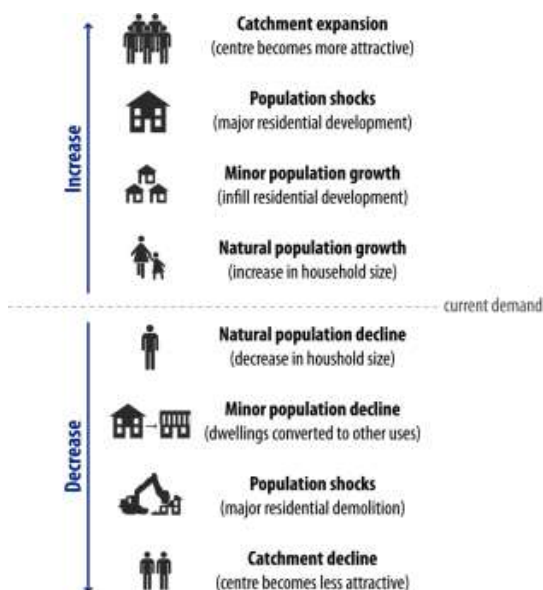 Catchment expansion
(centre becomes more attractive)
Population shocks
(major residential development)
Increase
Minor population growth
(infill residential development)
Natural population growth
(increase in household size)
current demand
Natural population decline
(decrease in houshold size)
Minor population decline
(dwellings converted to other uses)
Decrease
Population shocks
(major residential demolition)
Catchment decline
(centre becomes less attractive)